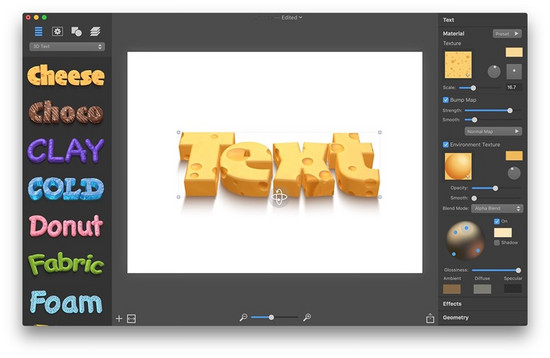 — Edited
3D Text
Cheese
Choco
CLAY
COLD
Donut
Fabric
Foam
Text
Text
Material
Preset
Texture
Scale:
16,7
Bump Map
Strength:
Smooth:
Normal Map
Environment Texture
Opacity:
Smooth:
Blend Mode:
Alpha Blend
On
Shadow
Glossiness:
Ambient
Diffuse
Specular
Effects
Geometry